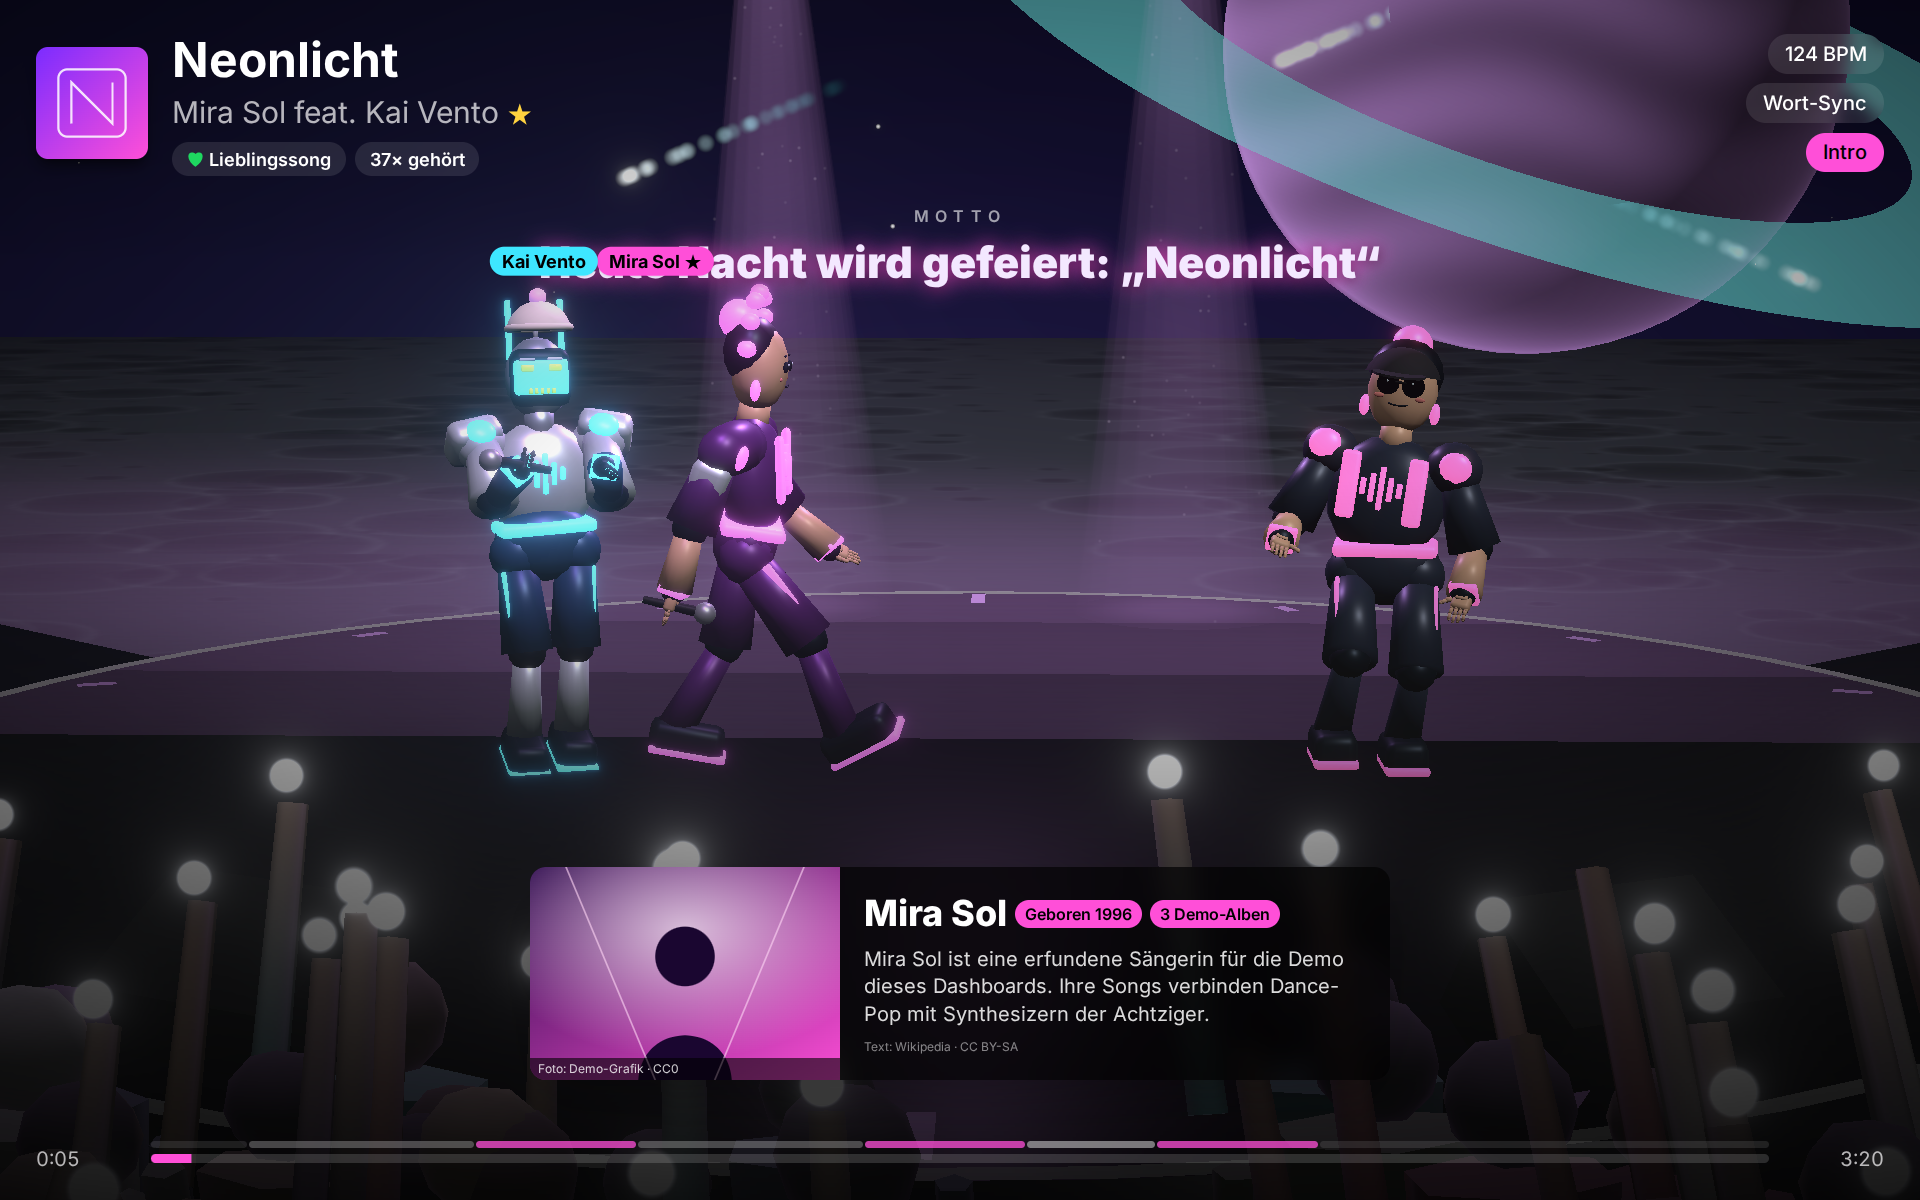 Neonlicht
Mira Sol feat. Kai Vento ★
Lieblingssong
37× gehört
124 BPM
Wort-Sync
Intro
MOTTO
Kai Vento
Mira Sol ★
Nacht wird gefeiert: „Neonlicht“
Mira Sol
Geboren 1996
3 Demo-Alben
Mira Sol ist eine erfundene Sängerin für die Demo
dieses Dashboards. Ihre Songs verbinden Dance-
Pop mit Synthesizern der Achtziger.
Text: Wikipedia · CC BY-SA
Foto: Demo-Grafik · CC0
0:05
3:20